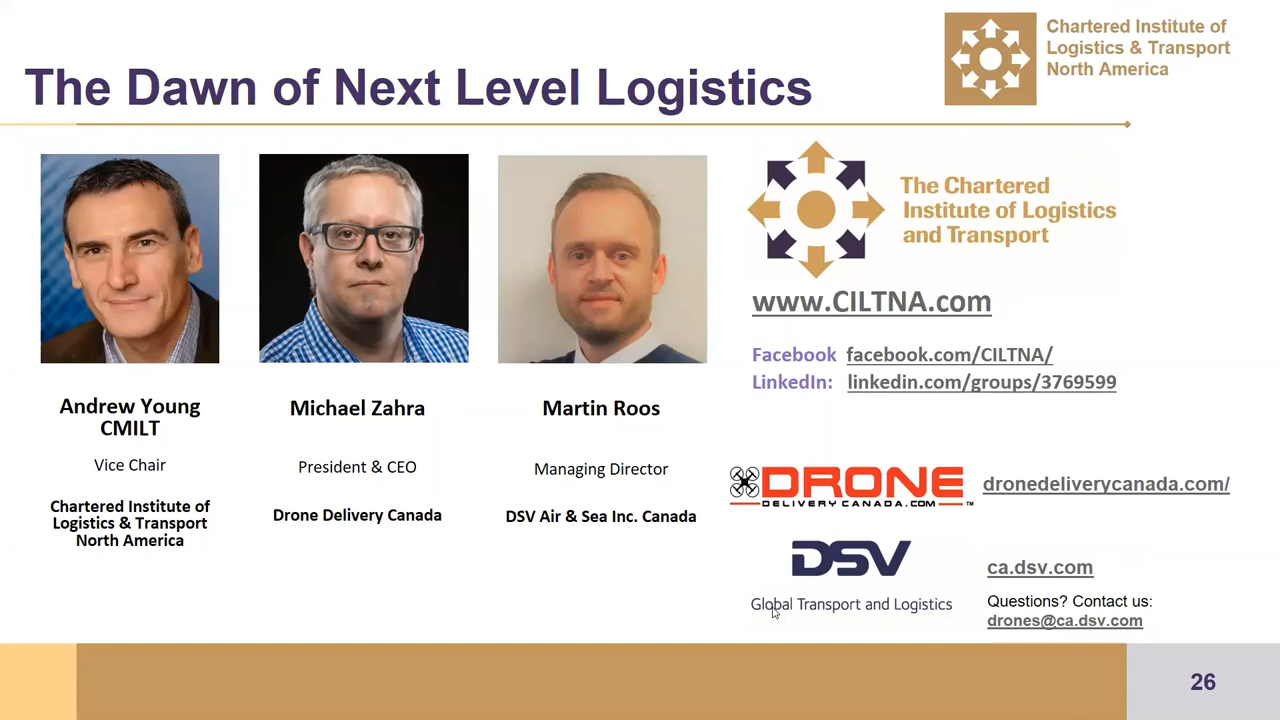 Chartered Institute of
Logistics & Transport
North America
The Dawn of Next Level Logistics
Andrew Young
CMILT
Vice Chair
Chartered Institute of
Logistics & Transport
North America
Michael Zahra
President & CEO
Drone Delivery Canada
Martin Roos
Managing Director
DSV Air & Sea Inc. Canada
The Chartered
Institute of Logistics
and Transport
www.CILTNA.com
Facebook facebook.com/CILTNA/
LinkedIn: linkedin.com/groups/3769599
DRONE
DELIVERY CANADA.COM ™
dronedeliverycanada.com/
DSV
Global Transport and Logistics
ca.dsv.com
Questions? Contact us:
drones@ca.dsv.com
26